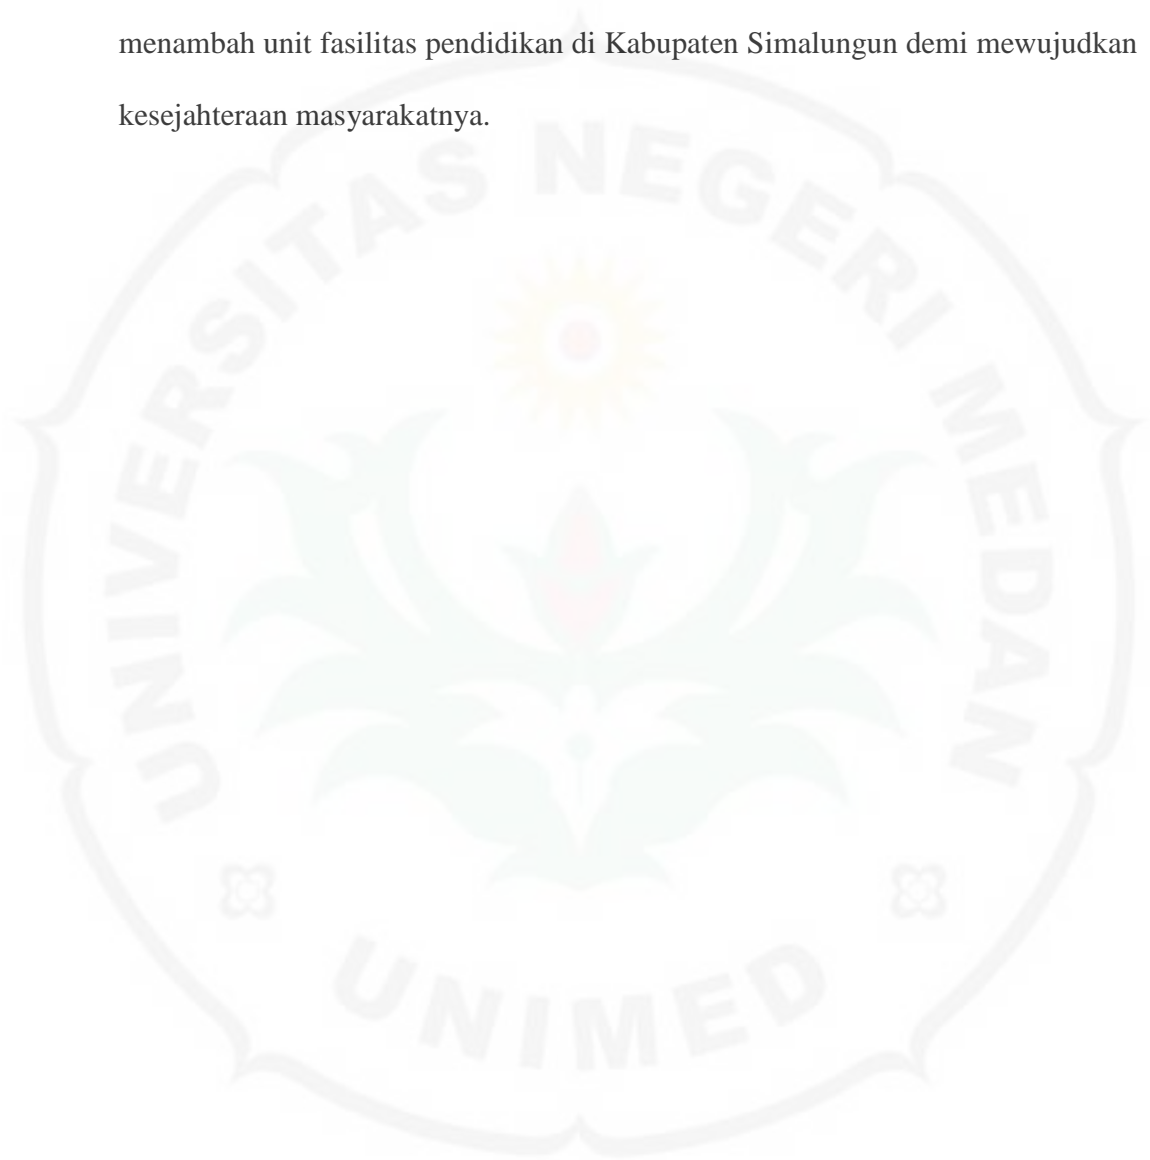 menambah unit fasilitas pendidikan di Kabupaten Simalungun demi mewujudkan
kesejahteraan masyarakatnya.
UNIVERSITAS NEGERI MEDAN
UNIMED